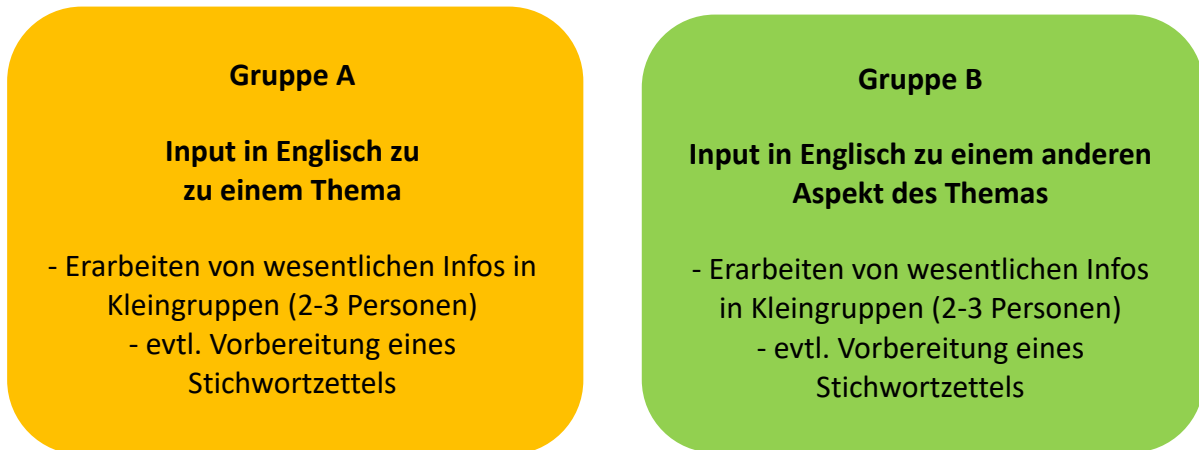 Gruppe A
Input in Englisch zu
zu einem Thema
- Erarbeiten von wesentlichen Infos in
Kleingruppen (2-3 Personen)
- evtl. Vorbereitung eines
Stichwortzettels
Gruppe B
Input in Englisch zu einem anderen
Aspekt des Themas
- Erarbeiten von wesentlichen Infos
in Kleingruppen (2-3 Personen)
- evtl. Vorbereitung eines
Stichwortzettels